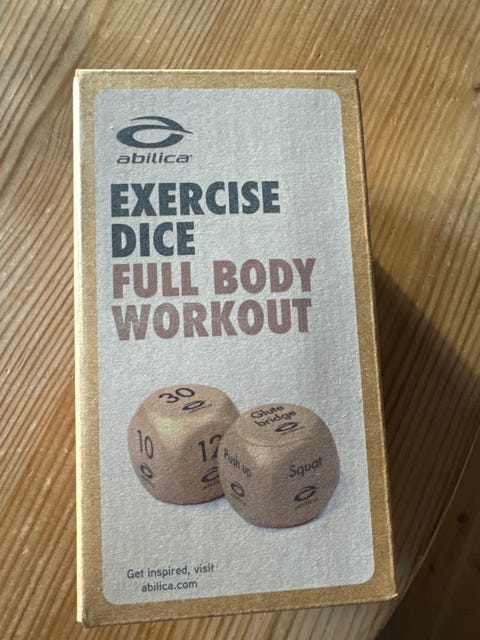 abilica
EXERCISE
DICE
FULL BODY
WORKOUT
30
10
12
Glute
bridge
Push up
Squat
abilica
Get inspired, visit
abilica.com